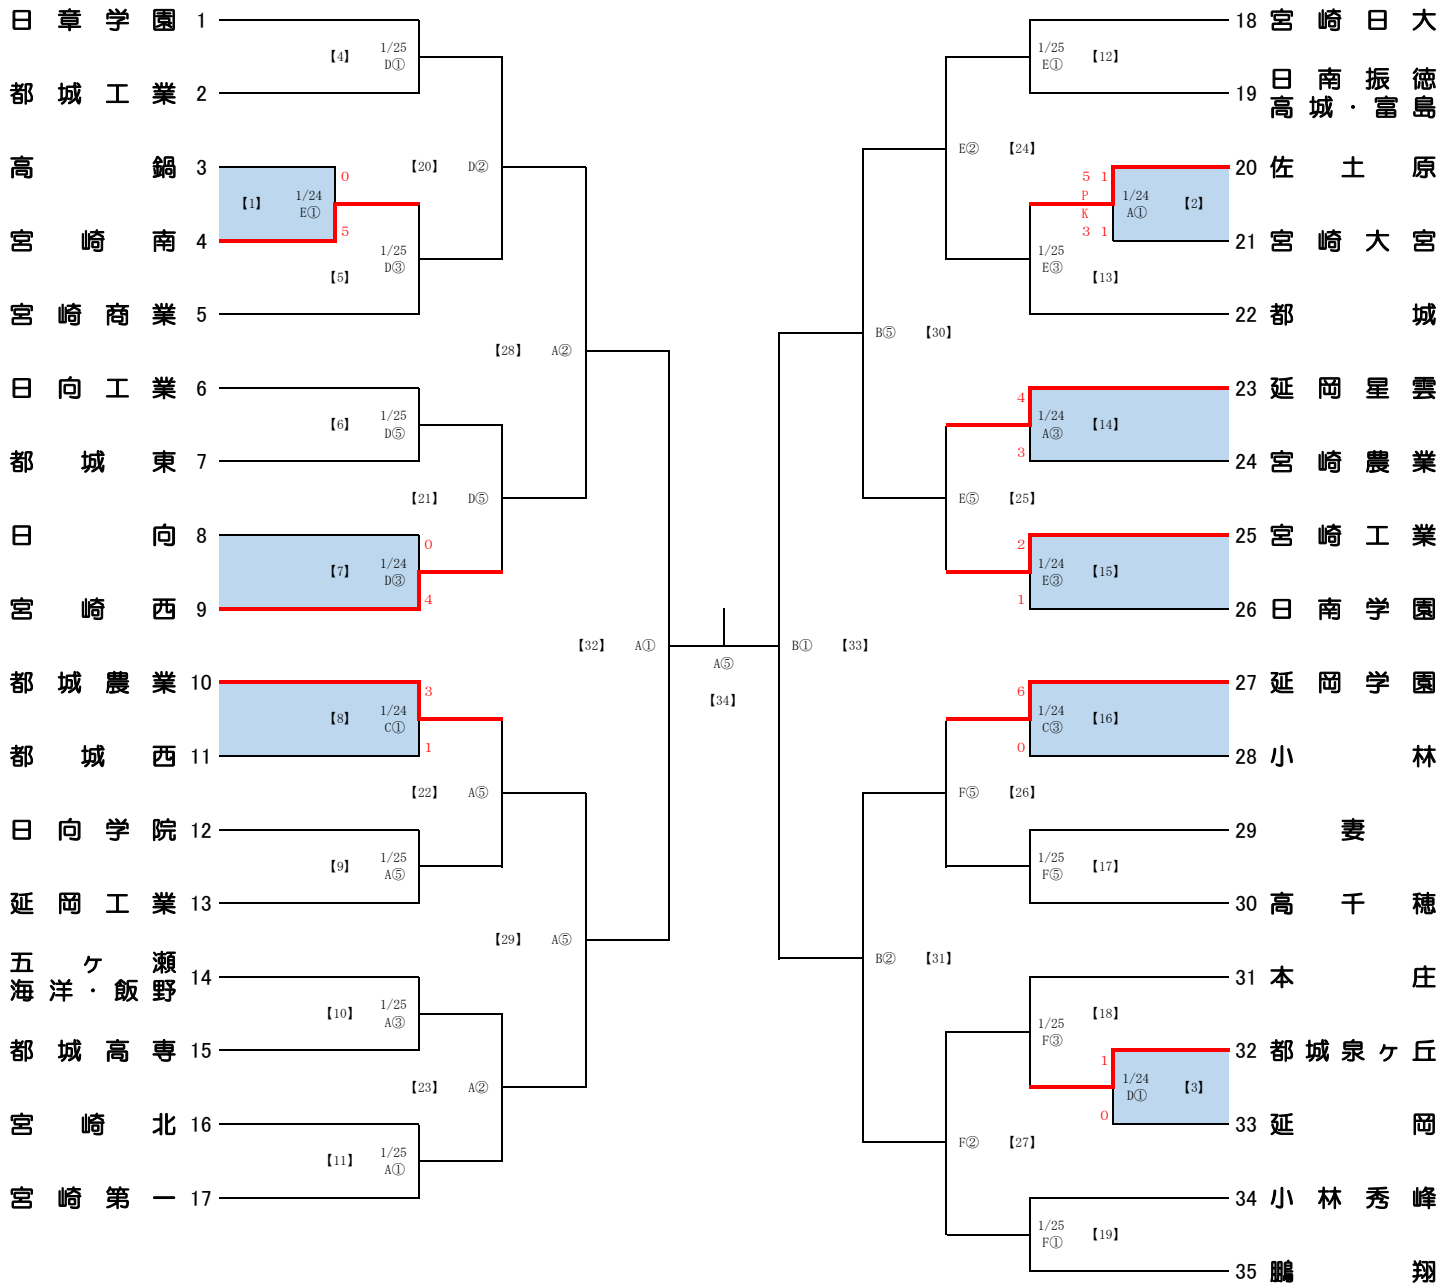 日章学園 1
【4】 1/25
D①
都城工業 2
高鍋 3
0
【1】 1/24
E①
5
宮崎南 4
【20】 D②
【5】 1/25
D③
宮崎商業 5
【28】 A②
日向工業 6
【6】 1/25
D⑤
都城東 7
【21】 D⑤
日向 8
0
【7】 1/24
D③
4
宮崎西 9
【32】 A①
都城農業 10
3
【8】 1/24
C①
1
都城西 11
【22】 A⑤
日向学院 12
【9】 1/25
A⑤
延岡工業 13
【29】 A⑤
五ヶ瀬
海洋・飯野 14
【10】 1/25
A③
都城高専 15
【23】 A②
宮崎北 16
【11】 1/25
A①
宮崎第一 17
A⑤
【34】
18 宮崎日大
1/25 【12】
E①
19 日南振徳
高城・富島
E② 【24】
20 佐土原
5 1
P
K
3 1
1/24 【2】
A①
21 宮崎大宮
1/25
E③ 【13】
22 都城
B⑤ 【30】
23 延岡星雲
4
1/24 【14】
A③
3
24 宮崎農業
E⑤ 【25】
25 宮崎工業
2
1/24 【15】
E③
1
26 日南学園
B① 【33】
27 延岡学園
6
1/24 【16】
C③
0
28 小林
F⑤ 【26】
29 妻
1/25 【17】
F⑤
30 高千穂
B② 【31】
31 本庄
1/25 【18】
F③
32 都城泉ヶ丘
1
1/24 【3】
D①
0
33 延岡
F② 【27】
34 小林秀峰
1/25 【19】
F①
35 鵬翔